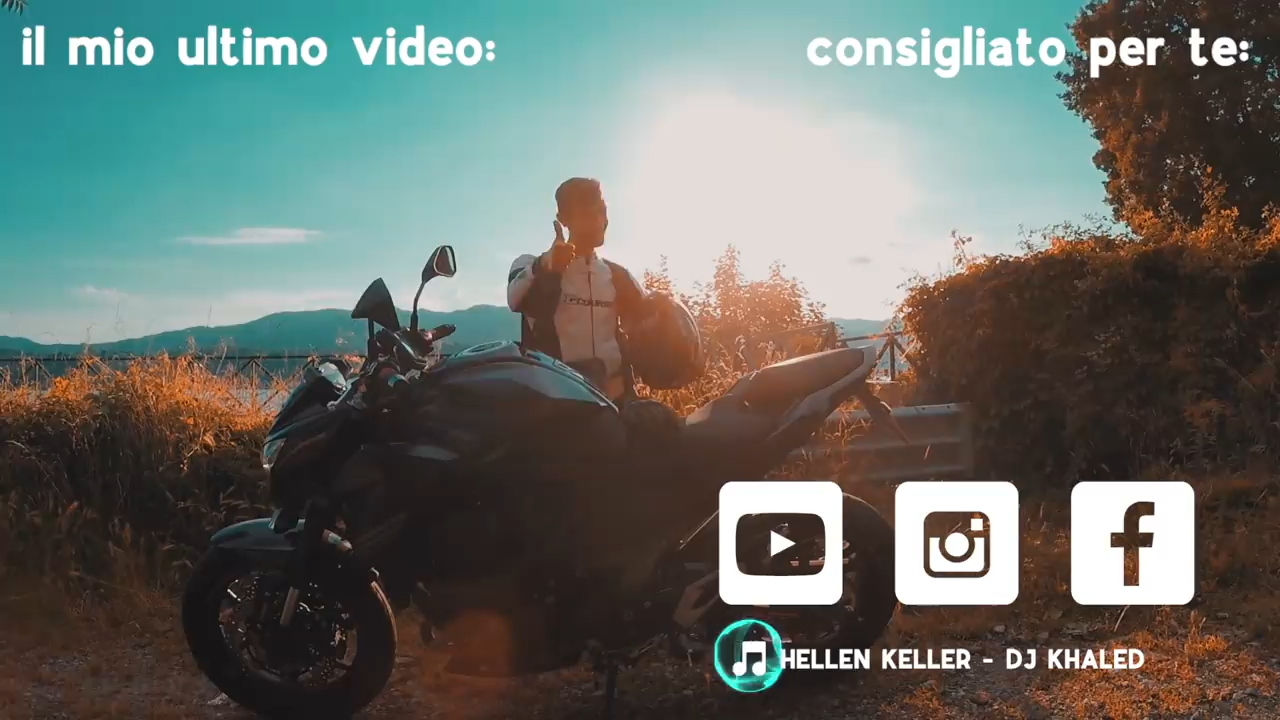 il mio ultimo video:
consigliato per te:
HELLEN KELLER - DJ KHALED